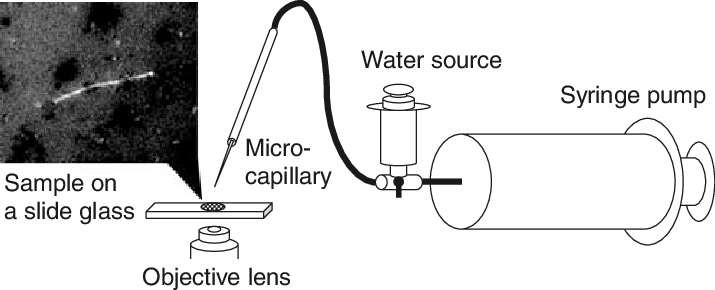 Water source
Syringe pump
Micro-
capillary
Sample on
a slide glass
Objective lens